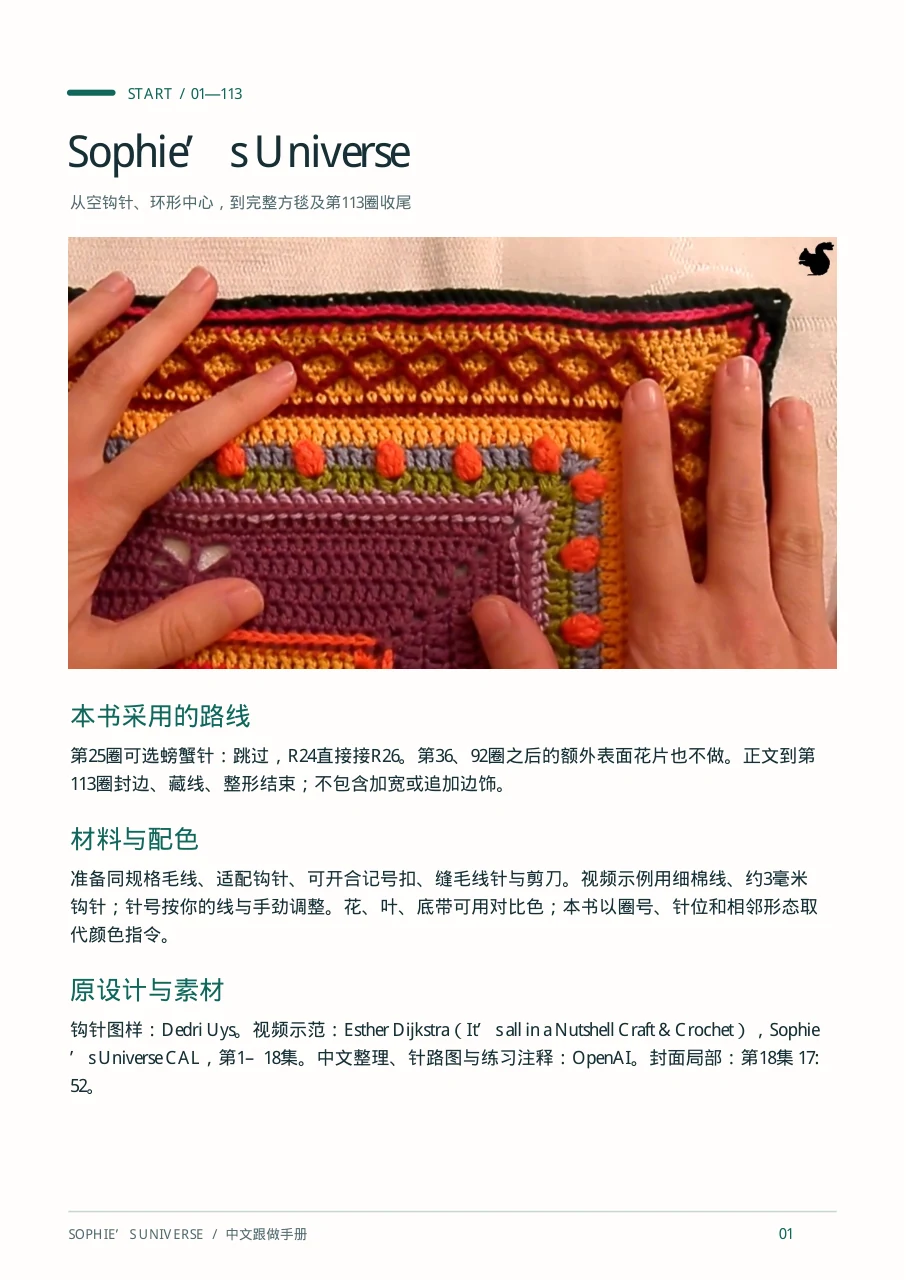 START / 01—113
Sophie’s Universe
从空钩针、环形中心，到完整方毯及第113圈收尾
本书采用的路线
第25圈可选螃蟹针：跳过，R24直接接R26。第36、92圈之后的额外表面花片也不做。正文到第
113圈封边、藏线、整形结束；不包含加宽或追加边饰。
材料与配色
准备同规格毛线、适配钩针、可开合记号扣、缝毛线针与剪刀。视频示例用细棉线、约3毫米
钩针；针号按你的线与手劲调整。花、叶、底带可用对比色；本书以圈号、针位和相邻形态取
代颜色指令。
原设计与素材
钩针图样：Dedri Uys。视频示范：Esther Dijkstra（It’s all in a Nutshell Craft & Crochet），Sophie
’s Universe CAL，第1–18集。中文整理、针路图与练习注释：OpenAI。封面局部：第18集 17:
52。
SOPHIE’S UNIVERSE / 中文跟做手册
01